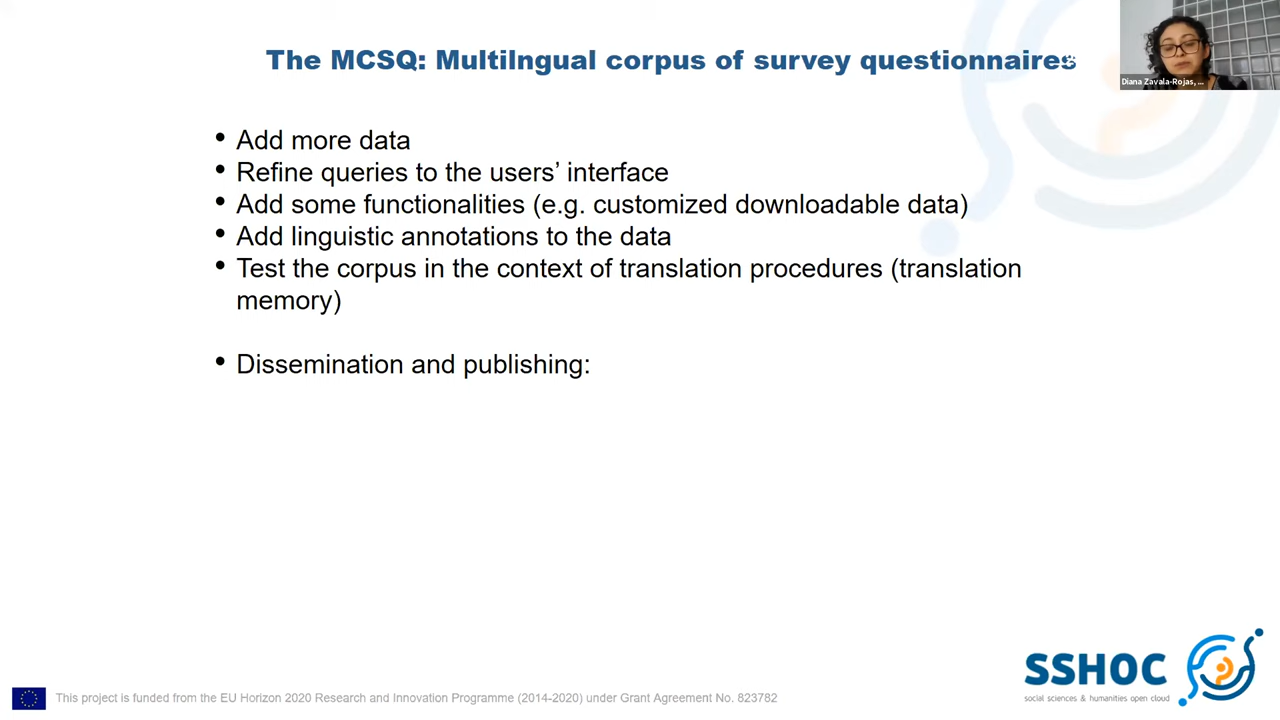 The MCSQ: Multilngual corpus of survey questionnaires
Diana Zavala-Rojas, ...
• Add more data
• Refine queries to the users’ interface
• Add some functionalities (e.g. customized downloadable data)
• Add linguistic annotations to the data
• Test the corpus in the context of translation procedures (translation
memory)
• Dissemination and publishing:
SSHOC
social sciences & humanities open cloud
This project is funded from the EU Horizon 2020 Research and Innovation Programme (2014-2020) under Grant Agreement No. 823782